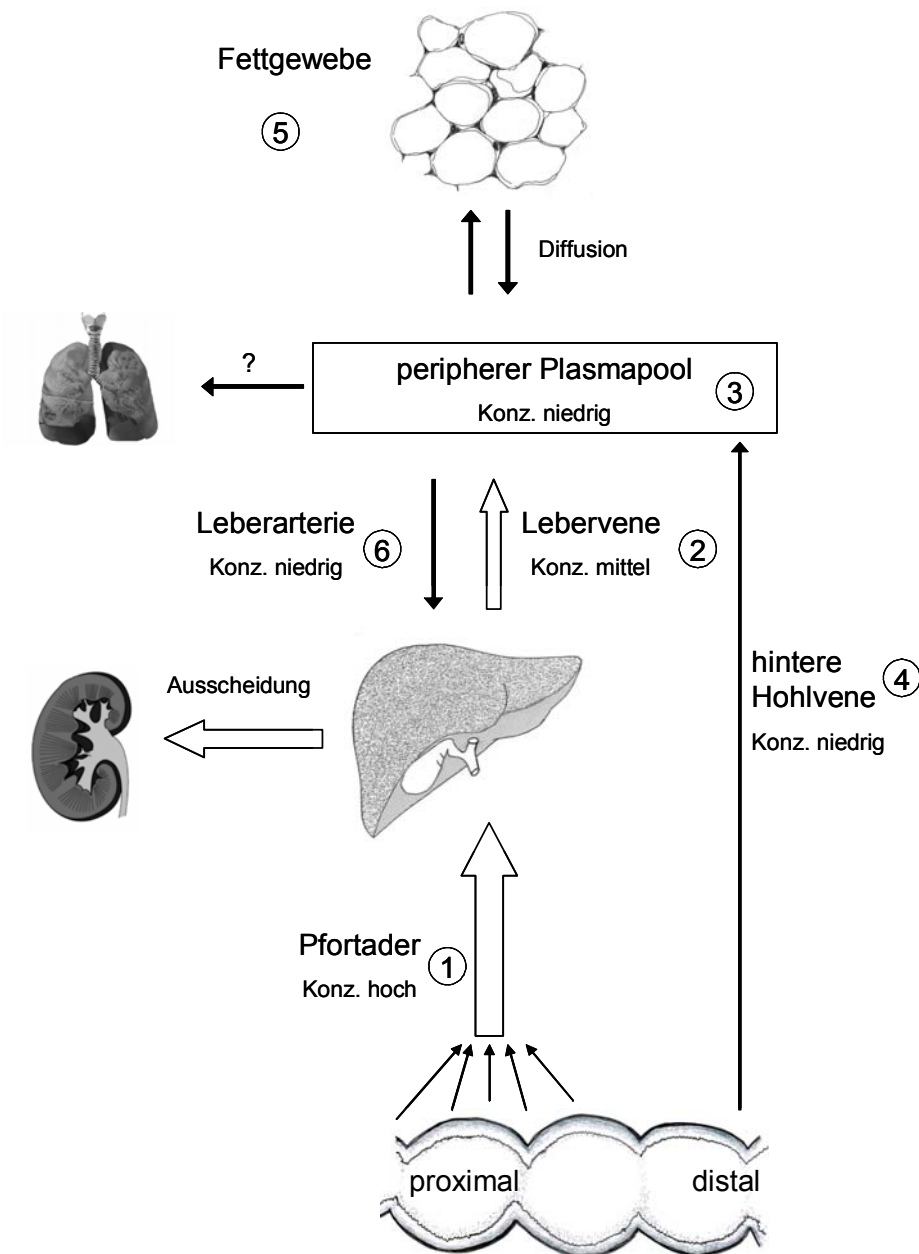 Fettgewebe
5
Diffusion
?
peripherer Plasmapool
Konz. niedrig
3
Leberarterie
Konz. niedrig
6
Lebervene
Konz. mittel
2
hintere
Hohlvene
Konz. niedrig
4
Ausscheidung
Pfortader
Konz. hoch
1
proximal
distal